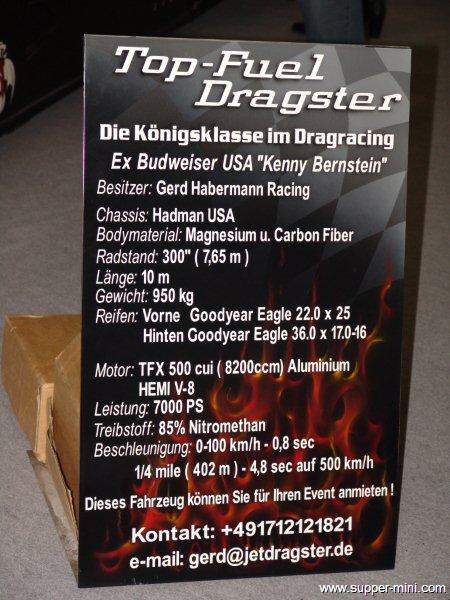 Top-Fuel
Dragster
Die Königsklasse im Dragracing
Ex Budweiser USA "Kenny Bernstein"
Besitzer: Gerd Habermann Racing
Chassis: Hadman USA
Bodymaterial: Magnesium u. Carbon Fiber
Radstand: 300" ( 7,65 m )
Länge: 10 m
Gewicht: 950 kg
Reifen: Vorne Goodyear Eagle 22.0 x 25
Hinten Goodyear Eagle 36.0 x 17.0-16
Motor: TFX 500 cui ( 8200ccm) Aluminium
HEMI V-8
Leistung: 7000 PS
Treibstoff: 85% Nitromethan
Beschleunigung: 0-100 km/h - 0,8 sec
1/4 mile ( 402 m ) - 4,8 sec auf 500 km/h
Dieses Fahrzeug können Sie für Ihren Event anmieten !
Kontakt: +491712121821
e-mail: gerd@jetdragster.de
www.supper-mini.com